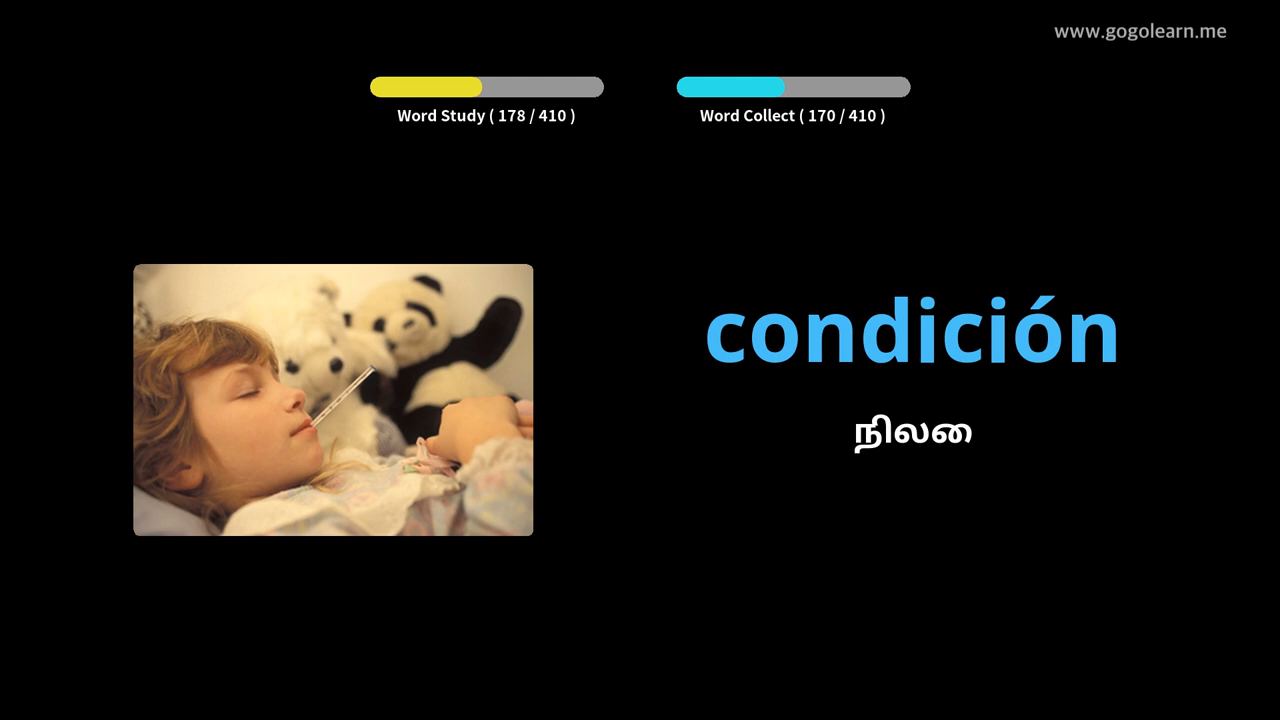 www.gogolearn.me
Word Study ( 178 / 410 )
Word Collect ( 170 / 410 )
condición
நிலை